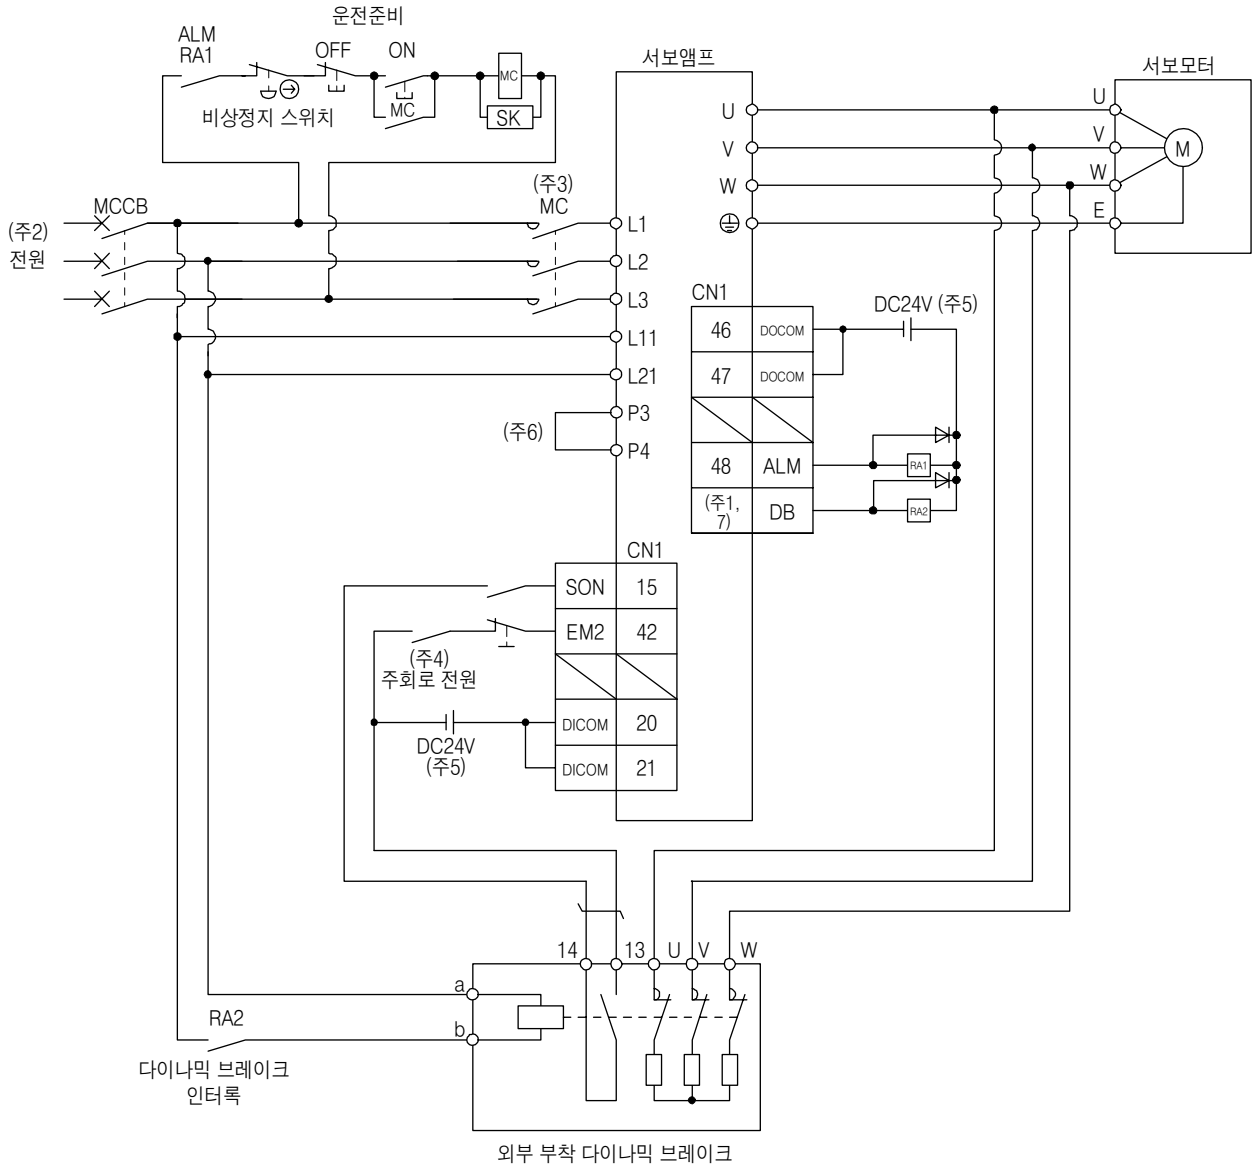 운전준비
ALM
RA1
OFF
ON
MC
SK
MC
비상정지 스위치
서보앰프
서보모터
U
V
W
U
V
W
E
M
(주3)
MC
MCCB
(주2)
전원
L1
L2
L3
L11
L21
P3
P4
(주6)
CN1
DC24V (주5)
46 DOCOM
47 DOCOM
48 ALM
(주1,
7)
DB
RA1
RA2
CN1
SON 15
EM2 42
(주4)
주회로 전원
DICOM 20
DICOM 21
DC24V
(주5)
14
13
U
V
W
a
b
RA2
다이나믹 브레이크
인터록
외부 부착 다이나믹 브레이크